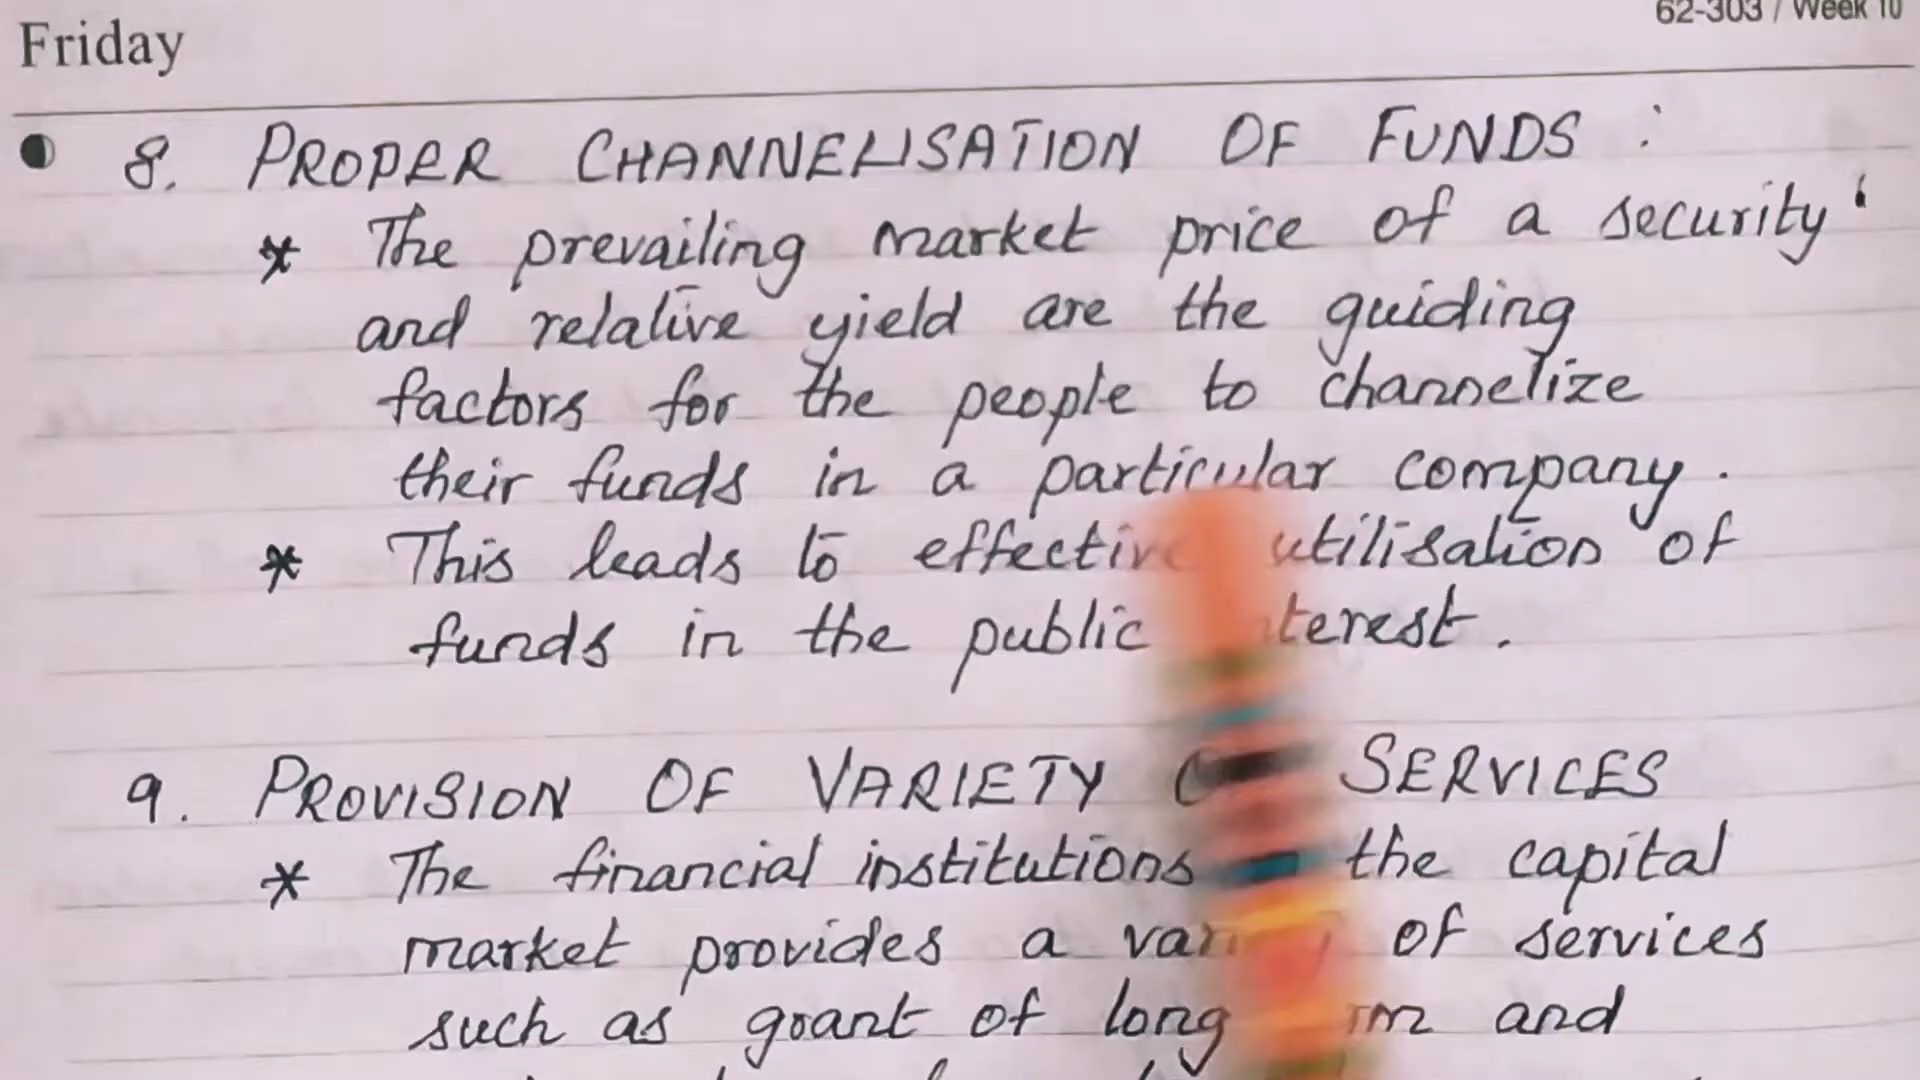 62-303 / Week 10
Friday
8. PROPER CHANNELISATION OF FUNDS :
* The prevailing market price of a security
and relative yield are the guiding
factors for the people to channelize
their funds in a particular company.
* This leads to effective utilisation of
funds in the public interest.
9. PROVISION OF VARIETY SERVICES
* The financial institutions the capital
market provides a of services
such as grant of long and